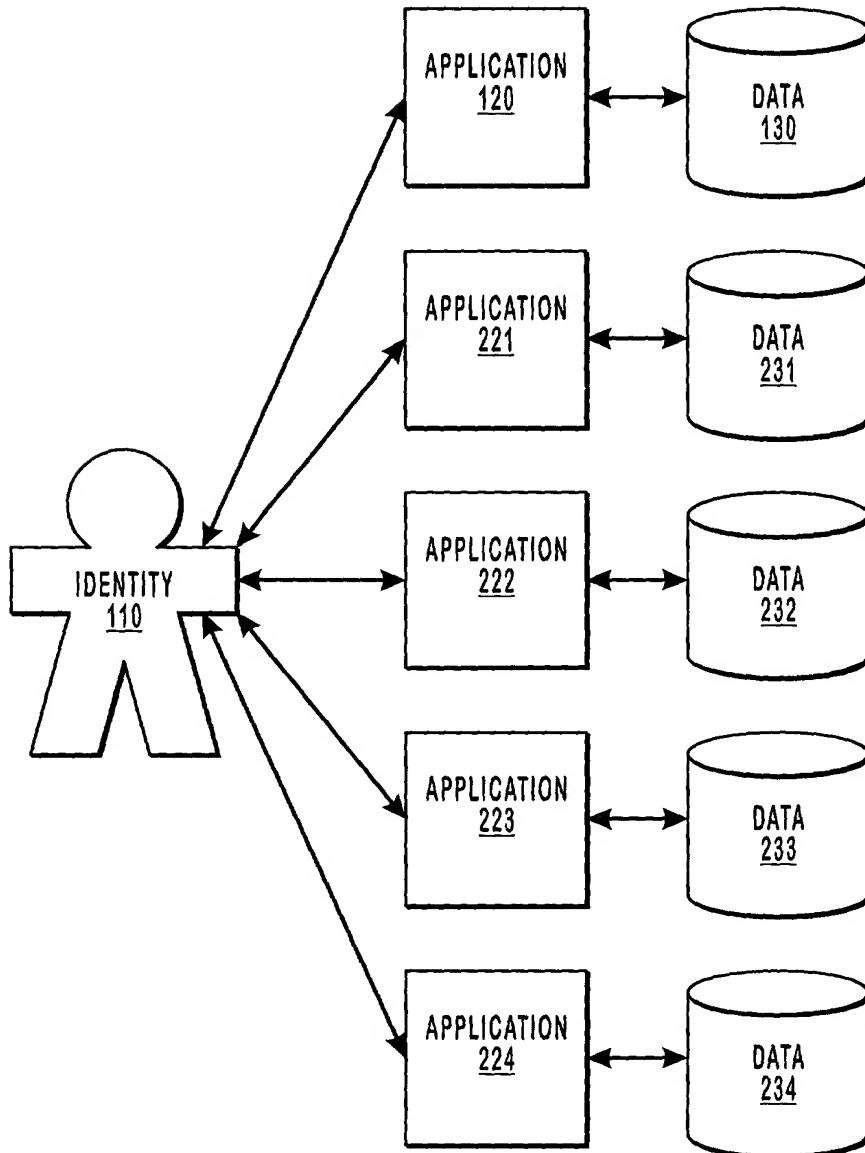 APPLICATION
120
DATA
130
APPLICATION
221
DATA
231
IDENTITY
110
APPLICATION
222
DATA
232
APPLICATION
223
DATA
233
APPLICATION
224
DATA
234